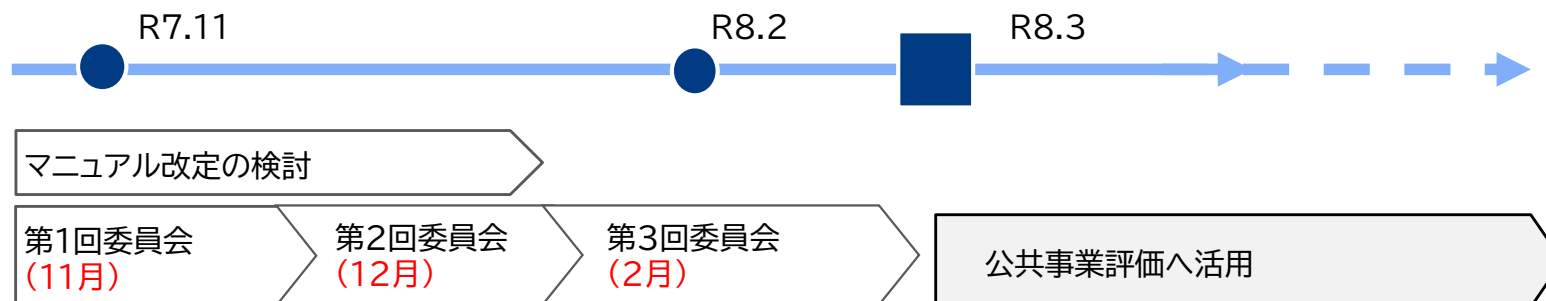 R7.11
R8.2
R8.3
マニュアル改定の検討
第1回委員会
(11月)
第2回委員会
(12月)
第3回委員会
(2月)
公共事業評価へ活用